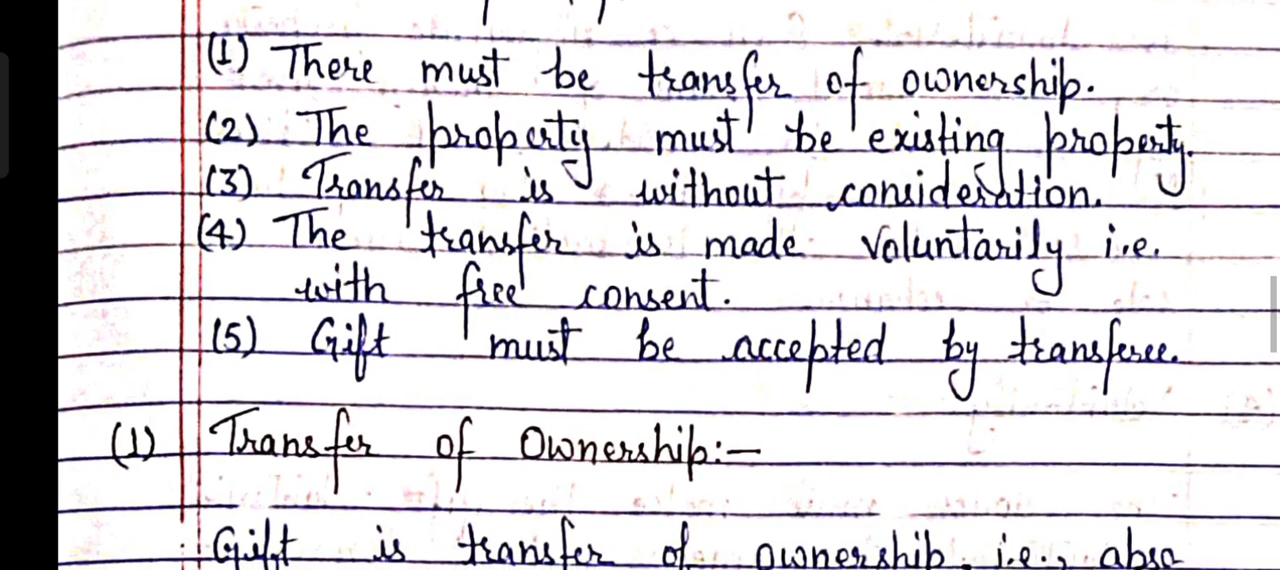 (1) There must be transfer of ownership.
(2) The property must be existing property.
(3) Transfer is without consideration.
(4) The transfer is made voluntarily i.e.
with free consent.
(5) Gift must be accepted by transferee.
(1) Transfer of Ownership:—
Gift is transfer of ownership, i.e., abso